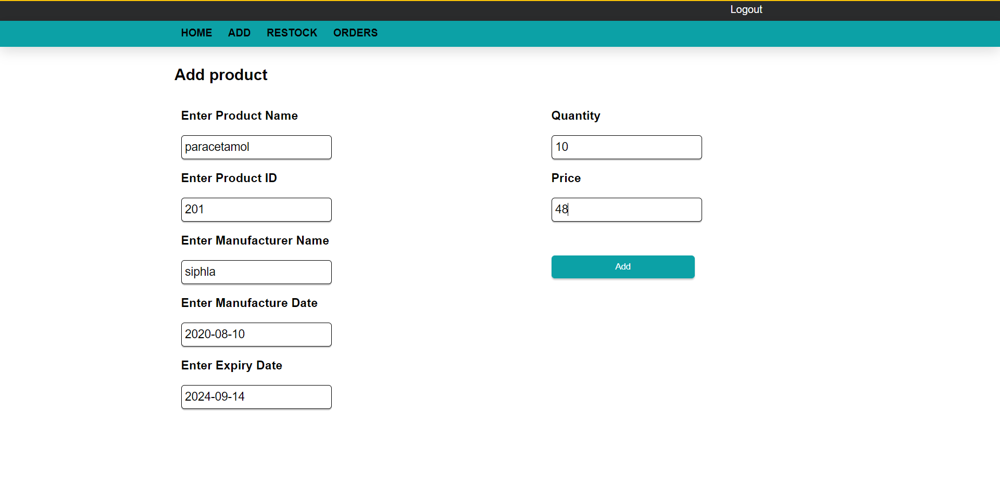 Logout
HOME ADD RESTOCK ORDERS
Add product
Enter Product Name
paracetamol
Enter Product ID
201
Enter Manufacturer Name
siphla
Enter Manufacture Date
2020-08-10
Enter Expiry Date
2024-09-14
Quantity
10
Price
48
Add